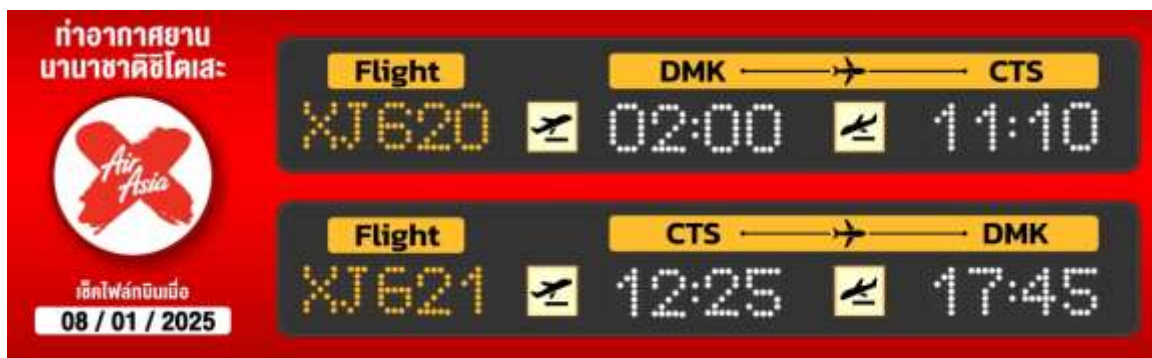 ท่าอากาศยาน
นานาชาติชิโตเสะ
Air
Asia
เช็คไฟล์ทบินเมื่อ
08 / 01 / 2025
Flight DMK CTS
XJ620 02:00 11:10
Flight CTS DMK
XJ621 12:25 17:45